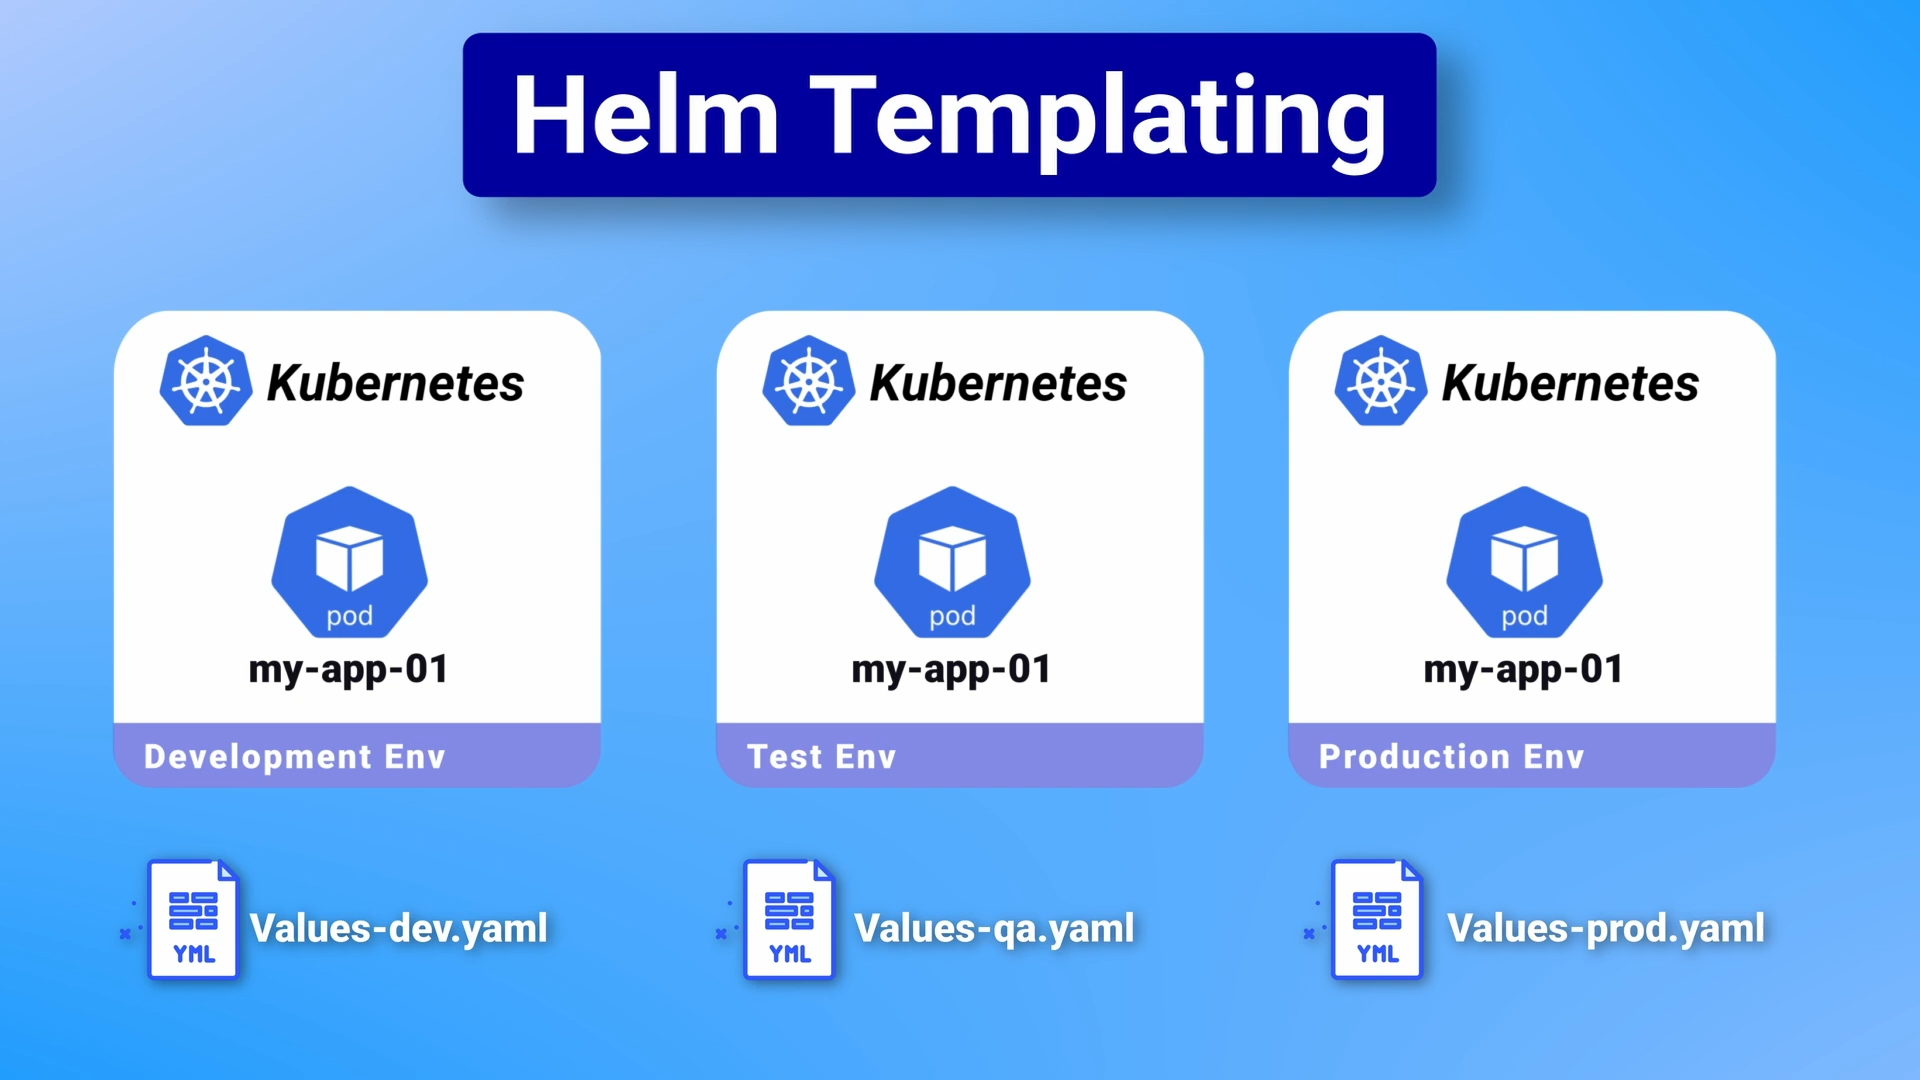 Helm Templating
Kubernetes
pod
my-app-01
Development Env
Kubernetes
pod
my-app-01
Test Env
Kubernetes
pod
my-app-01
Production Env
YML
Values-dev.yaml
YML
Values-qa.yaml
YML
Values-prod.yaml